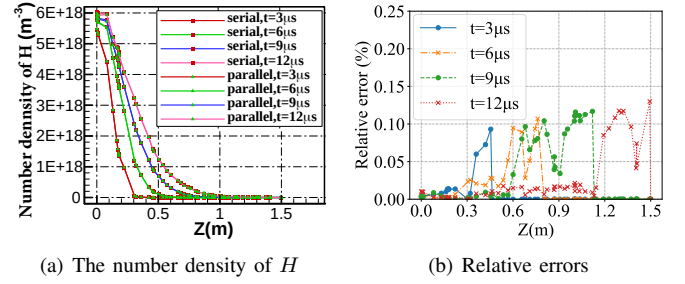 Number dennsity of H (m⁻³)
6E+18
5E+18
4E+18
3E+18
2E+18
1E+18
0
serial,t=3μs
serial,t=6μs
serial,t=9μs
serial,t=12μs
parallel,t=3μs
parallel,t=6μs
parallel,t=9μs
parallel,t=12μs
0 0.5 1 1.5
Z(m)
(a) The number density of H
Relative error (%)
0.25
0.20
0.15
0.10
0.05
0.00
t=3μs
t=6μs
t=9μs
t=12μs
0.0 0.3 0.6 0.9 1.2 1.5
Z(m)
(b) Relative errors